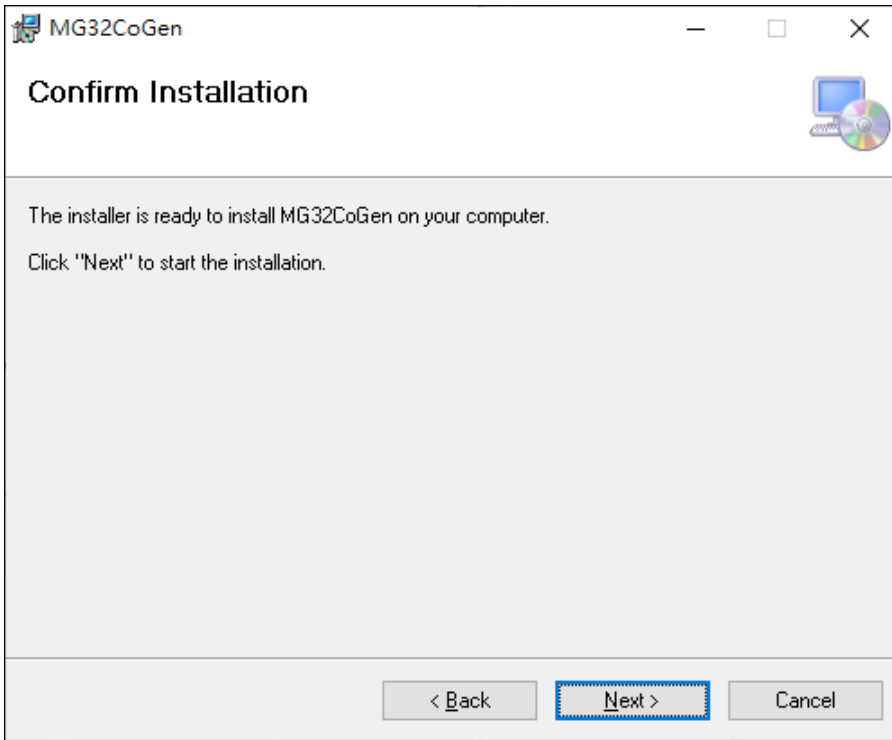 MG32CoGen
Confirm Installation
The installer is ready to install MG32CoGen on your computer.
Click "Next" to start the installation.
< Back
Next >
Cancel